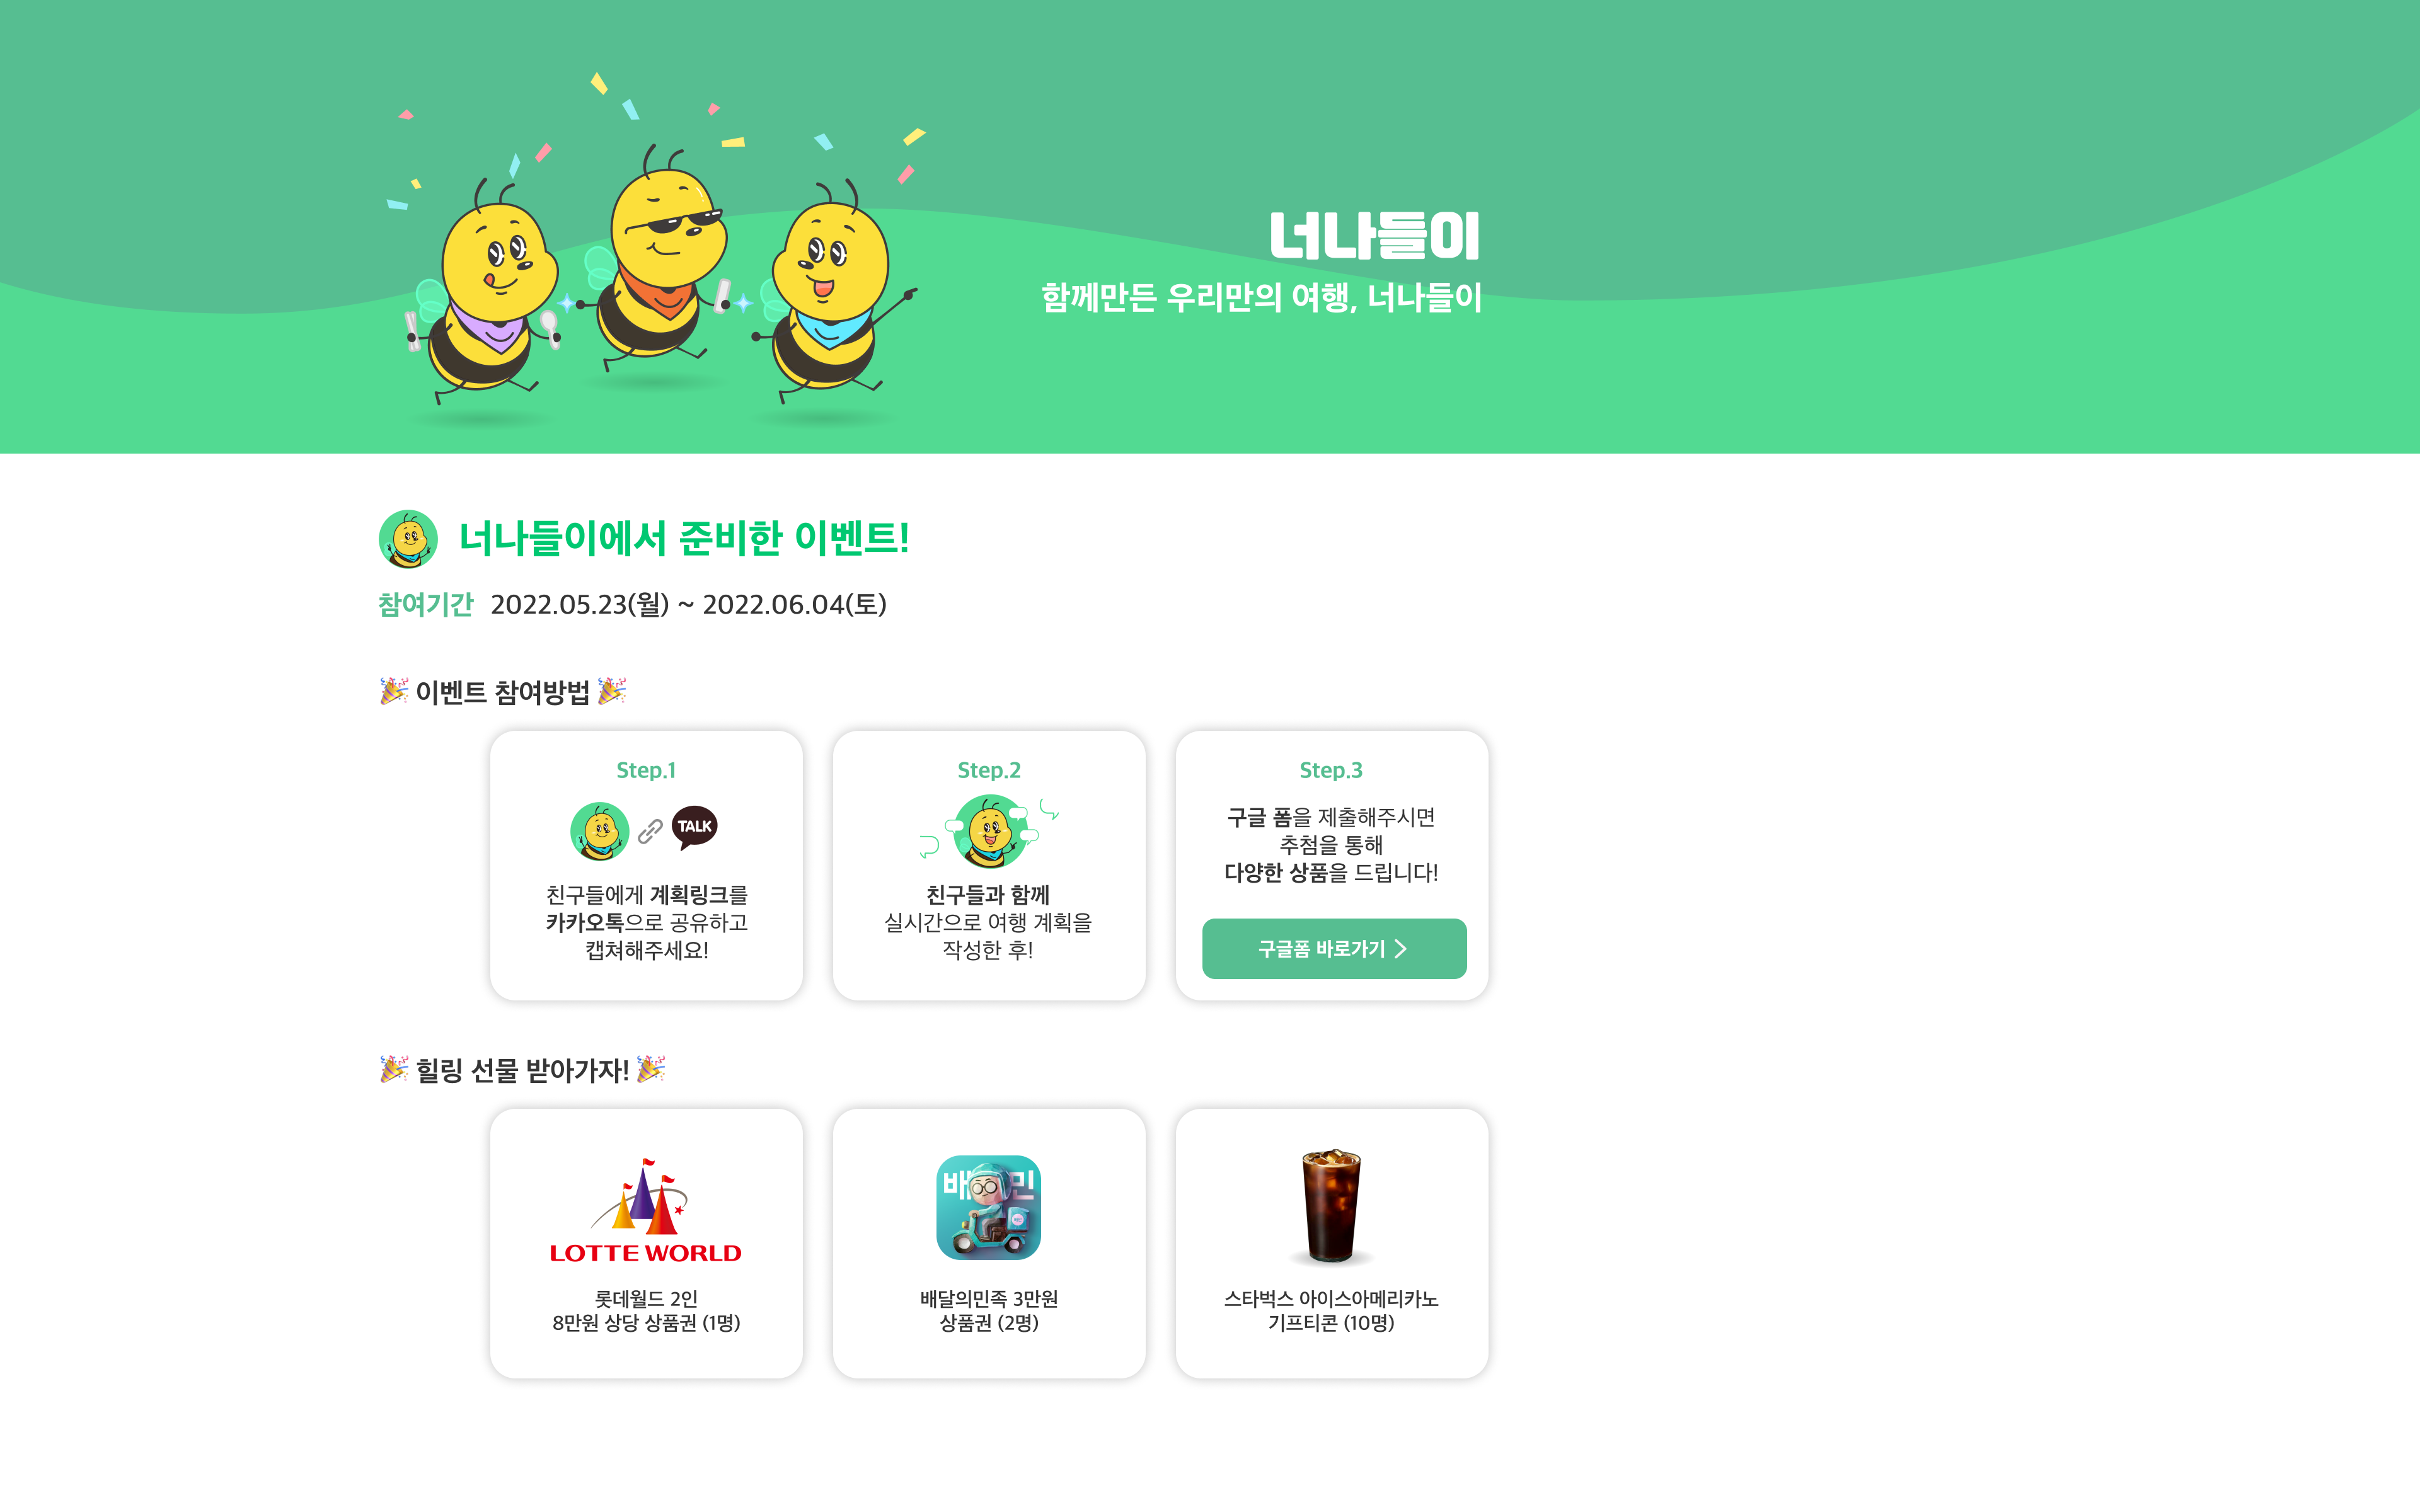 너나들이
함께만든 우리만의 여행, 너나들이
너나들이에서 준비한 이벤트!
참여기간 2022.05.23(월) ~ 2022.06.04(토)
이벤트 참여방법
Step.1
TALK
친구들에게 계획링크를
카카오톡으로 공유하고
캡쳐해주세요!
Step.2
친구들과 함께
실시간으로 여행 계획을
작성한 후!
Step.3
구글 폼을 제출해주시면
추첨을 통해
다양한 상품을 드립니다!
구글폼 바로가기
힐링 선물 받아가자!
LOTTE WORLD
롯데월드 2인
8만원 상당 상품권 (1명)
배민
배달의민족 3만원
상품권 (2명)
스타벅스 아이스아메리카노
기프티콘 (10명)